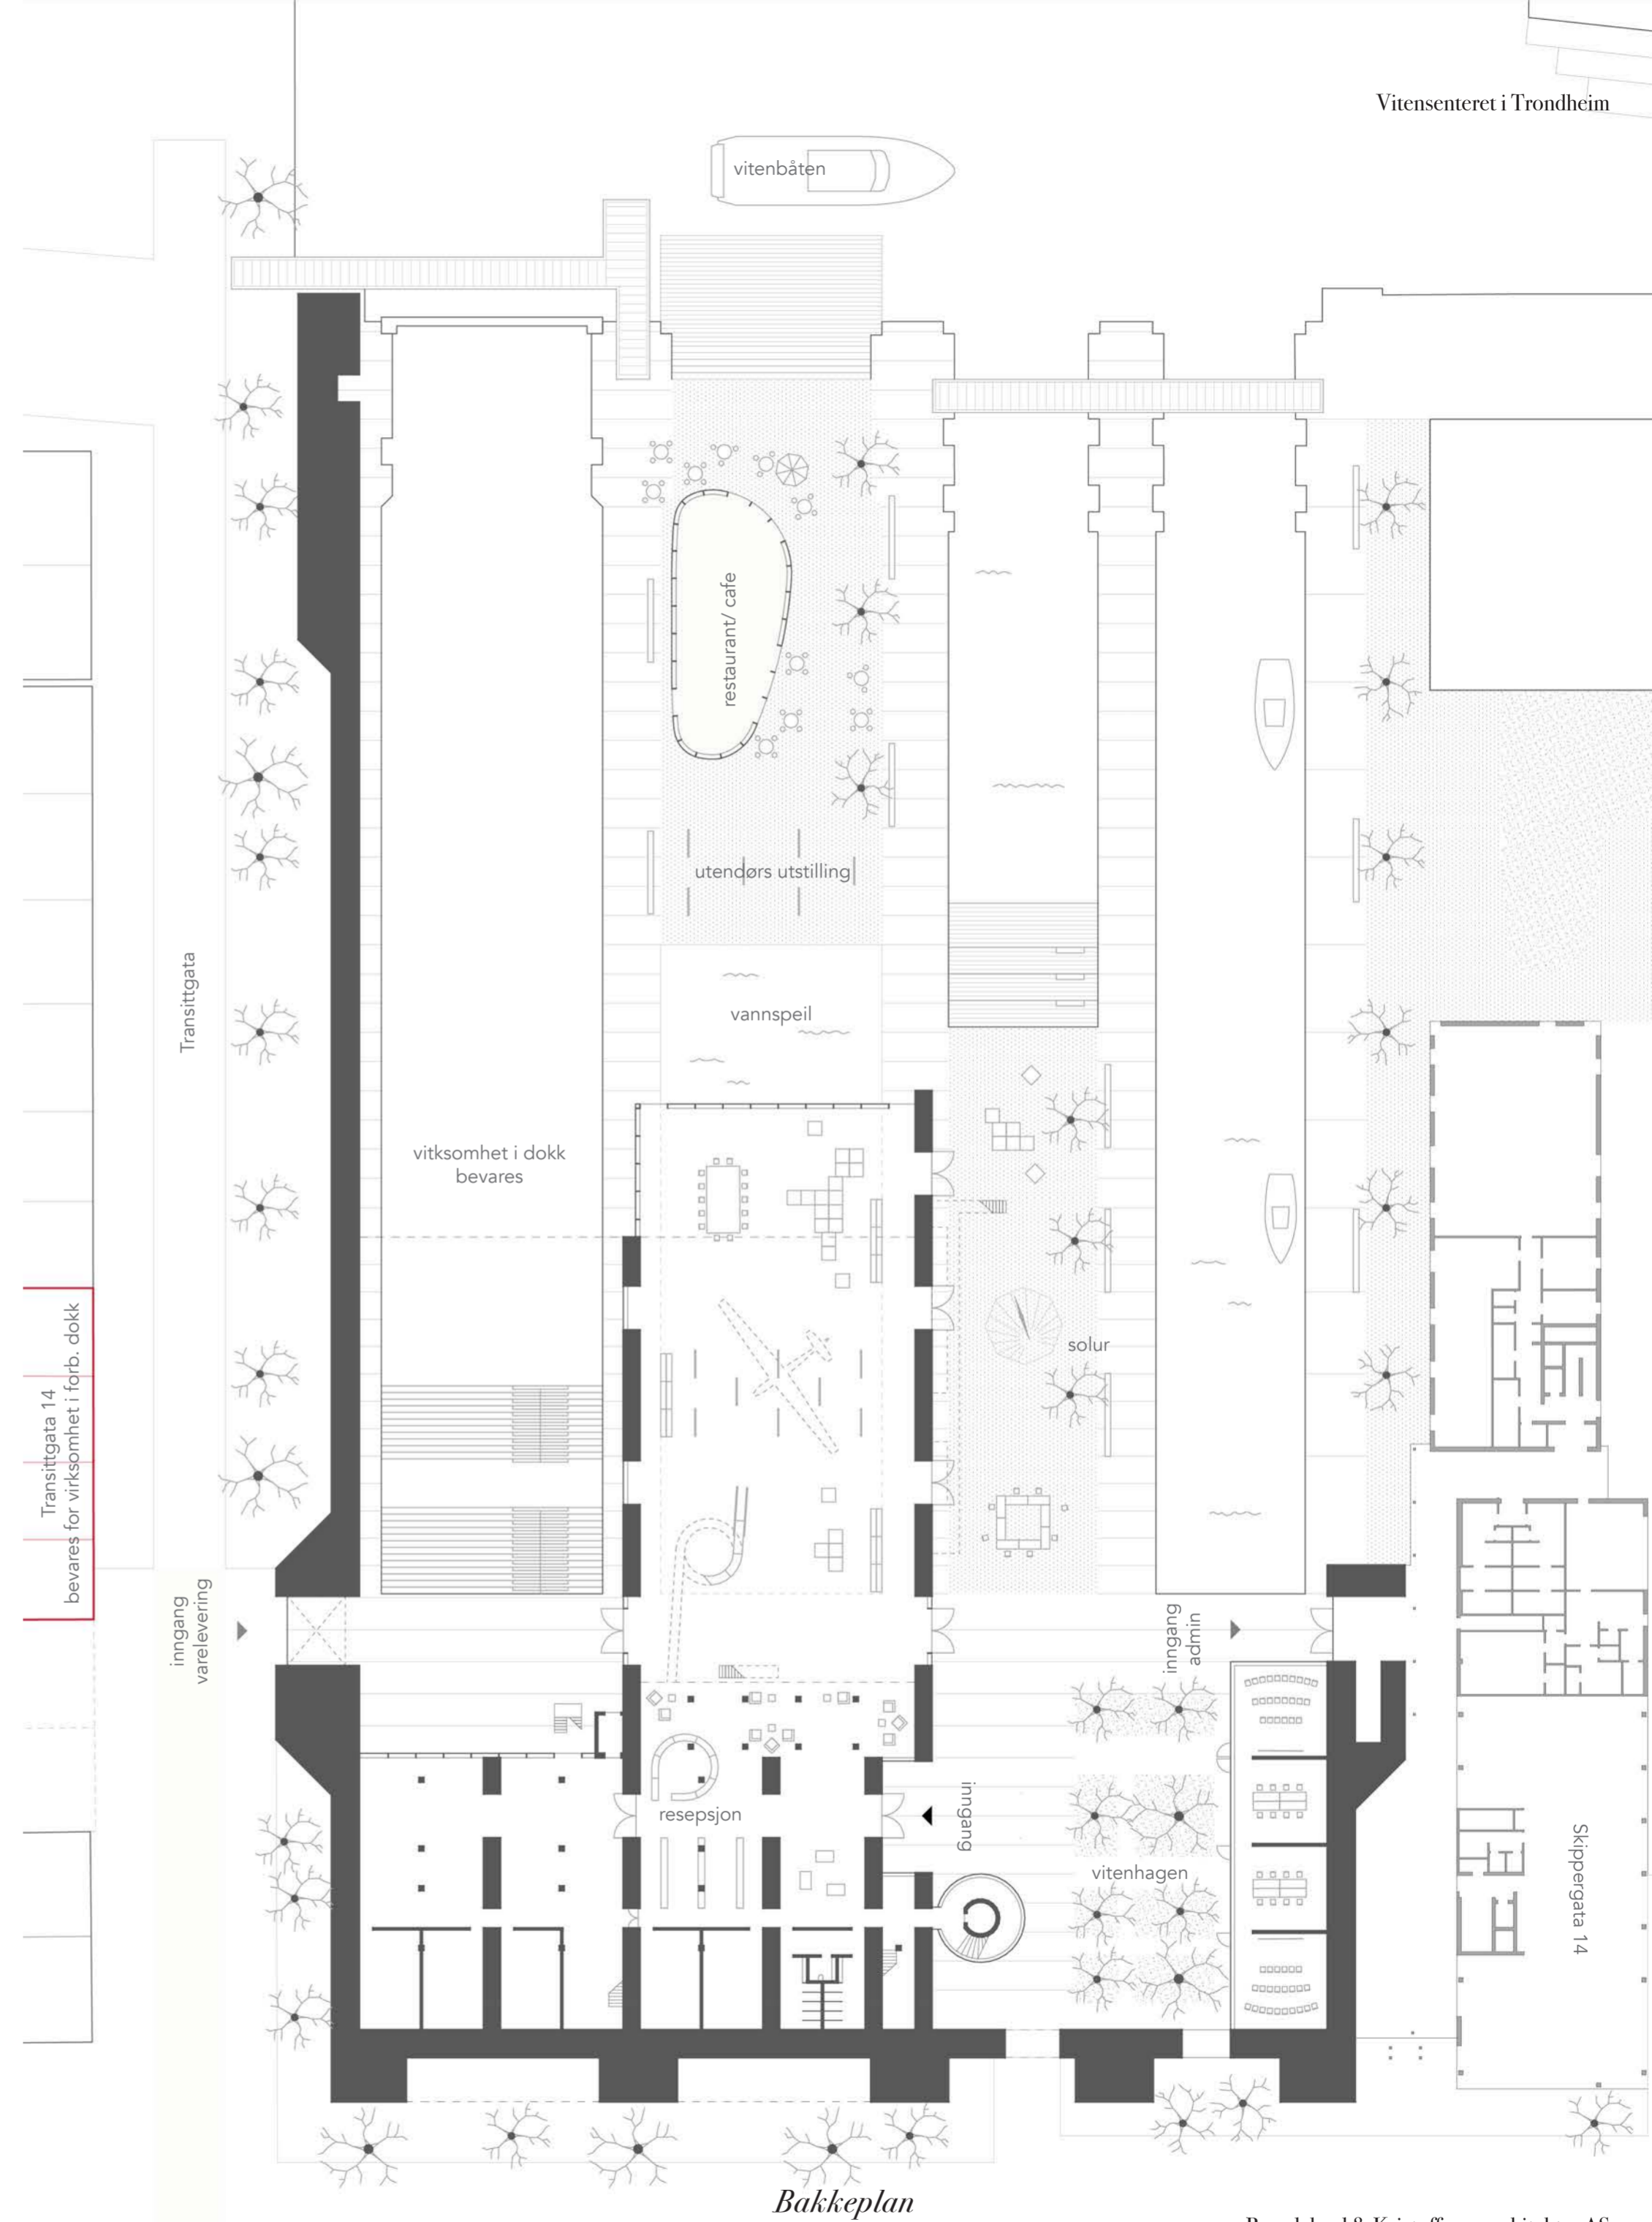 Vitensenteret i Trondheim
vitenbåten
restaurant/ cafe
utendørs utstilling
Transittgata
vannspeil
vitksomhet i dokk
bevares
solur
Transittgata 14
bevares for virksomhet i forb. dokk
inngang
varelevering
inngang
admin
resepsjon
inngang
vitenhagen
Skippergata 14
Bakkeplan